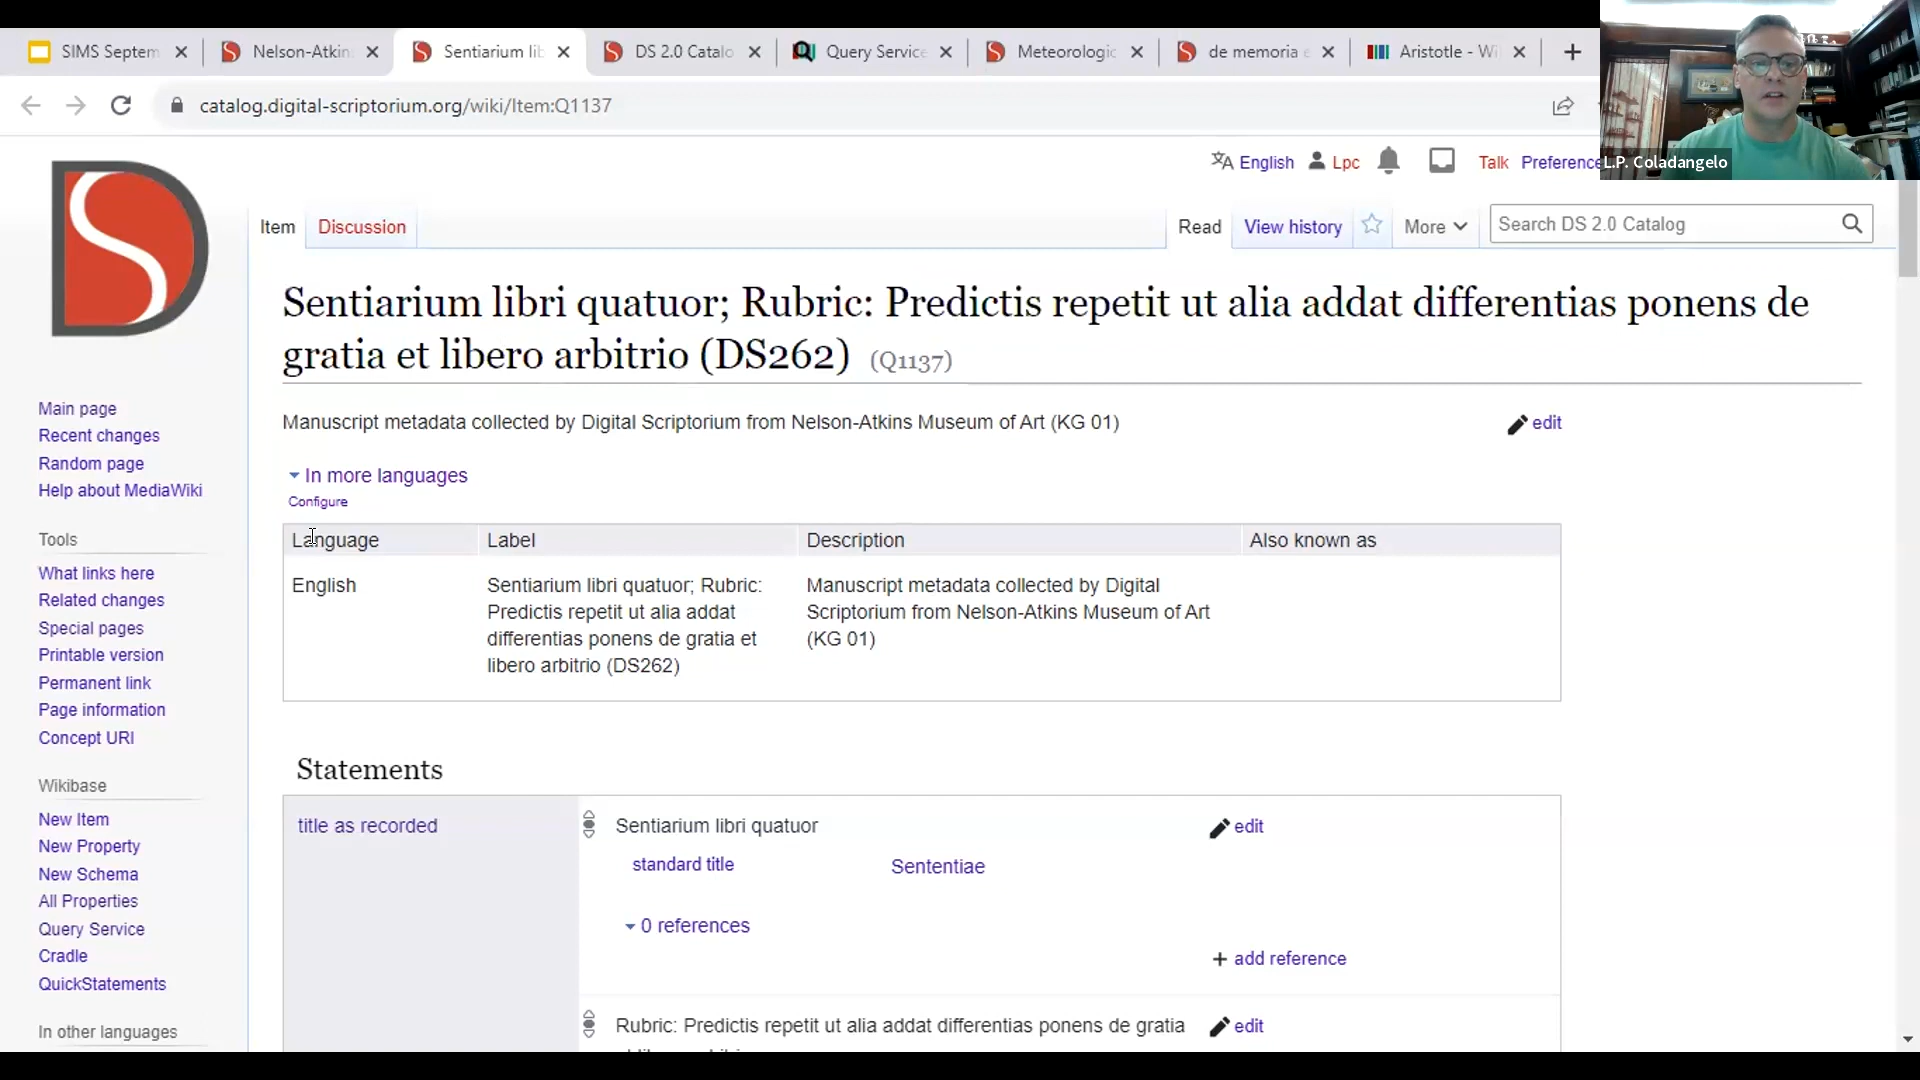 SIMS Septem
Nelson-Atkin
Sentiarium lib
DS 2.0 Catalo
Query Service
Meteorologic
de memoria e
Aristotle - Wi
catalog.digital-scriptorium.org/wiki/Item:Q1137
L.P. Coladangelo
English Lpc Talk Preference
Item Discussion Read View history More Search DS 2.0 Catalog
Sentiarium libri quatuor; Rubric: Predictis repetit ut alia addat differentias ponens de
gratia et libero arbitrio (DS262) (Q1137)
Manuscript metadata collected by Digital Scriptorium from Nelson-Atkins Museum of Art (KG 01) edit
In more languages
Configure
Language Label Description Also known as
English
Sentiarium libri quatuor; Rubric:
Predictis repetit ut alia addat
differentias ponens de gratia et
libero arbitrio (DS262)
Manuscript metadata collected by Digital
Scriptorium from Nelson-Atkins Museum of Art
(KG 01)
Statements
title as recorded
Sentiarium libri quatuor edit
standard title Sententiae
0 references
+ add reference
Rubric: Predictis repetit ut alia addat differentias ponens de gratia edit
Main page
Recent changes
Random page
Help about MediaWiki
Tools
What links here
Related changes
Special pages
Printable version
Permanent link
Page information
Concept URI
Wikibase
New Item
New Property
New Schema
All Properties
Query Service
Cradle
QuickStatements
In other languages